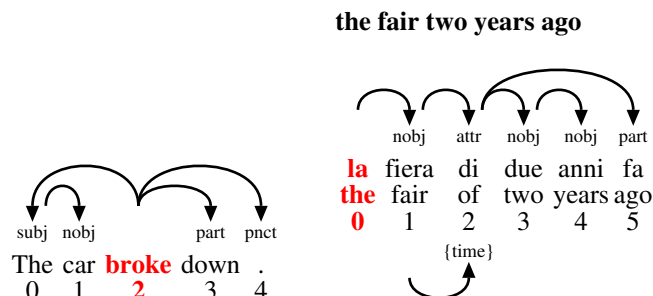 the fair two years ago
nobj attr nobj nobj part
la fiera di due anni fa
the fair of two years ago
0 1 2 3 4 5
{time}
subj nobj part pnct
The car broke down .
0 1 2 3 4